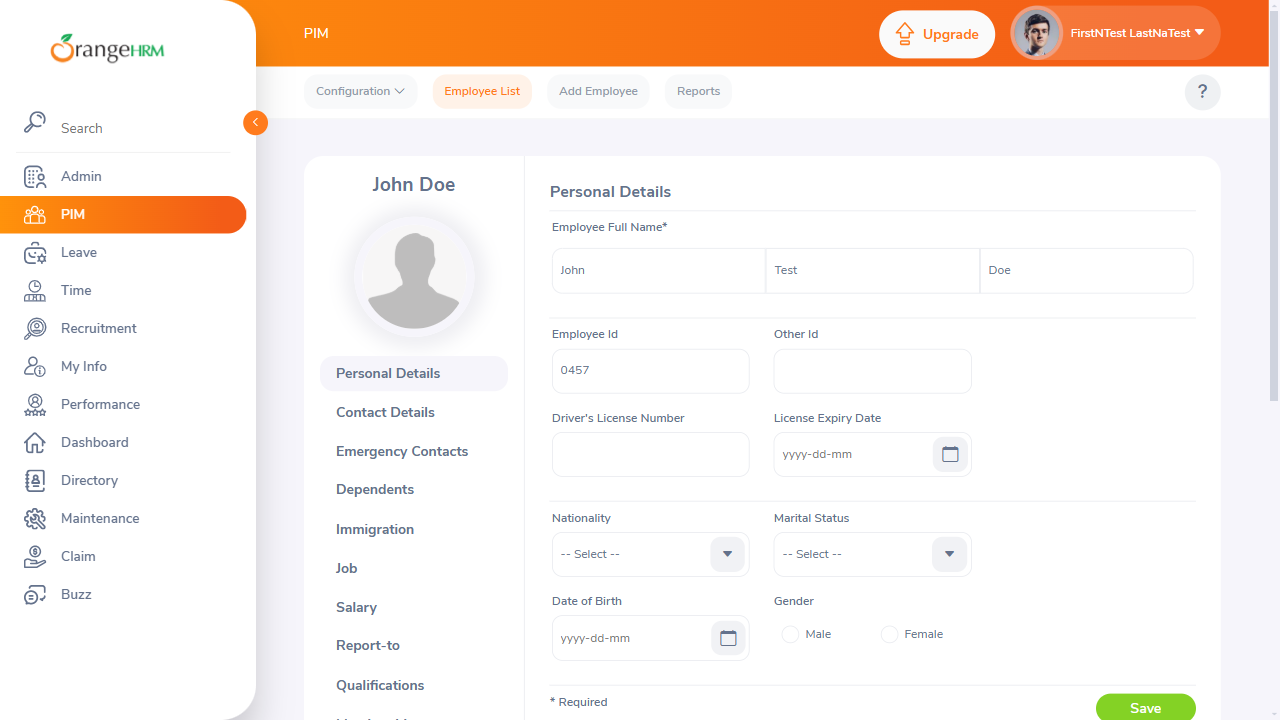 OrangeHRM
Search
Admin
PIM
Leave
Time
Recruitment
My Info
Performance
Dashboard
Directory
Maintenance
Claim
Buzz
PIM
Upgrade
FirstNTest LastNaTest
Configuration
Employee List
Add Employee
Reports
?
John Doe
Personal Details
Contact Details
Emergency Contacts
Dependents
Immigration
Job
Salary
Report-to
Qualifications
Personal Details
Employee Full Name*
John Test Doe
Employee Id Other Id
0457
Driver's License Number License Expiry Date
yyyy-dd-mm
Nationality Marital Status
-- Select -- -- Select --
Date of Birth Gender
yyyy-dd-mm Male Female
* Required Save